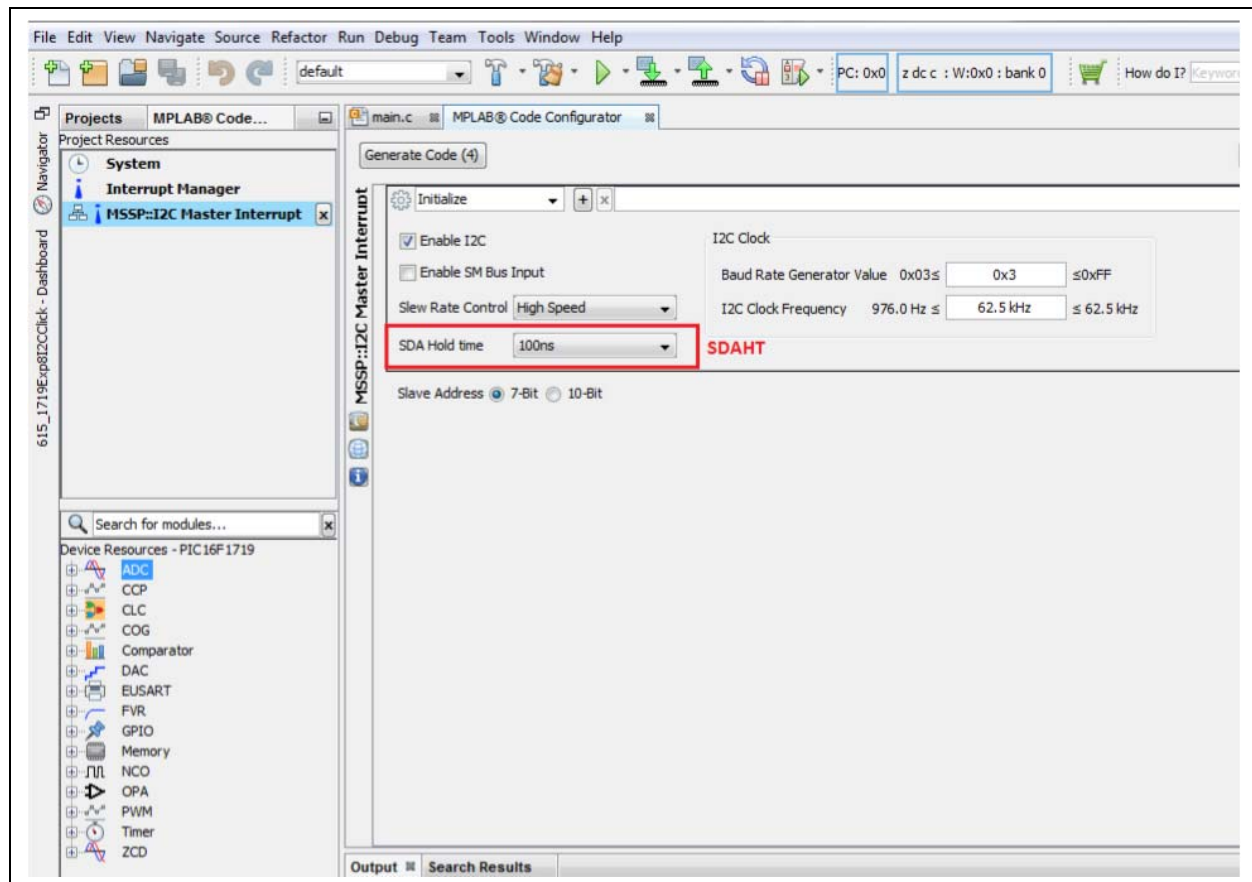 File Edit View Navigate Source Refactor Run Debug Team Tools Window Help
default
PC: 0x0
z dc c : W:0x0 : bank 0
How do I?
Projects MPLAB® Code...
main.c MPLAB® Code Configurator
Project Resources
Navigator
615_1719Exp8I2CClick - Dashboard
System
Interrupt Manager
MSSP::I2C Master Interrupt
Generate Code (4)
MSSP::I2C Master Interrupt
Initialize
Enable I2C
I2C Clock
Enable SM Bus Input
Baud Rate Generator Value 0x03≤ 0x3 ≤0xFF
Slew Rate Control High Speed
I2C Clock Frequency 976.0 Hz ≤ 62.5 kHz ≤ 62.5 kHz
SDA Hold time 100ns SDAHT
Slave Address 7-Bit 10-Bit
Search for modules...
Device Resources - PIC16F1719
ADC
CCP
CLC
COG
Comparator
DAC
EUSART
FVR
GPIO
Memory
NCO
OPA
PWM
Timer
ZCD
Output Search Results